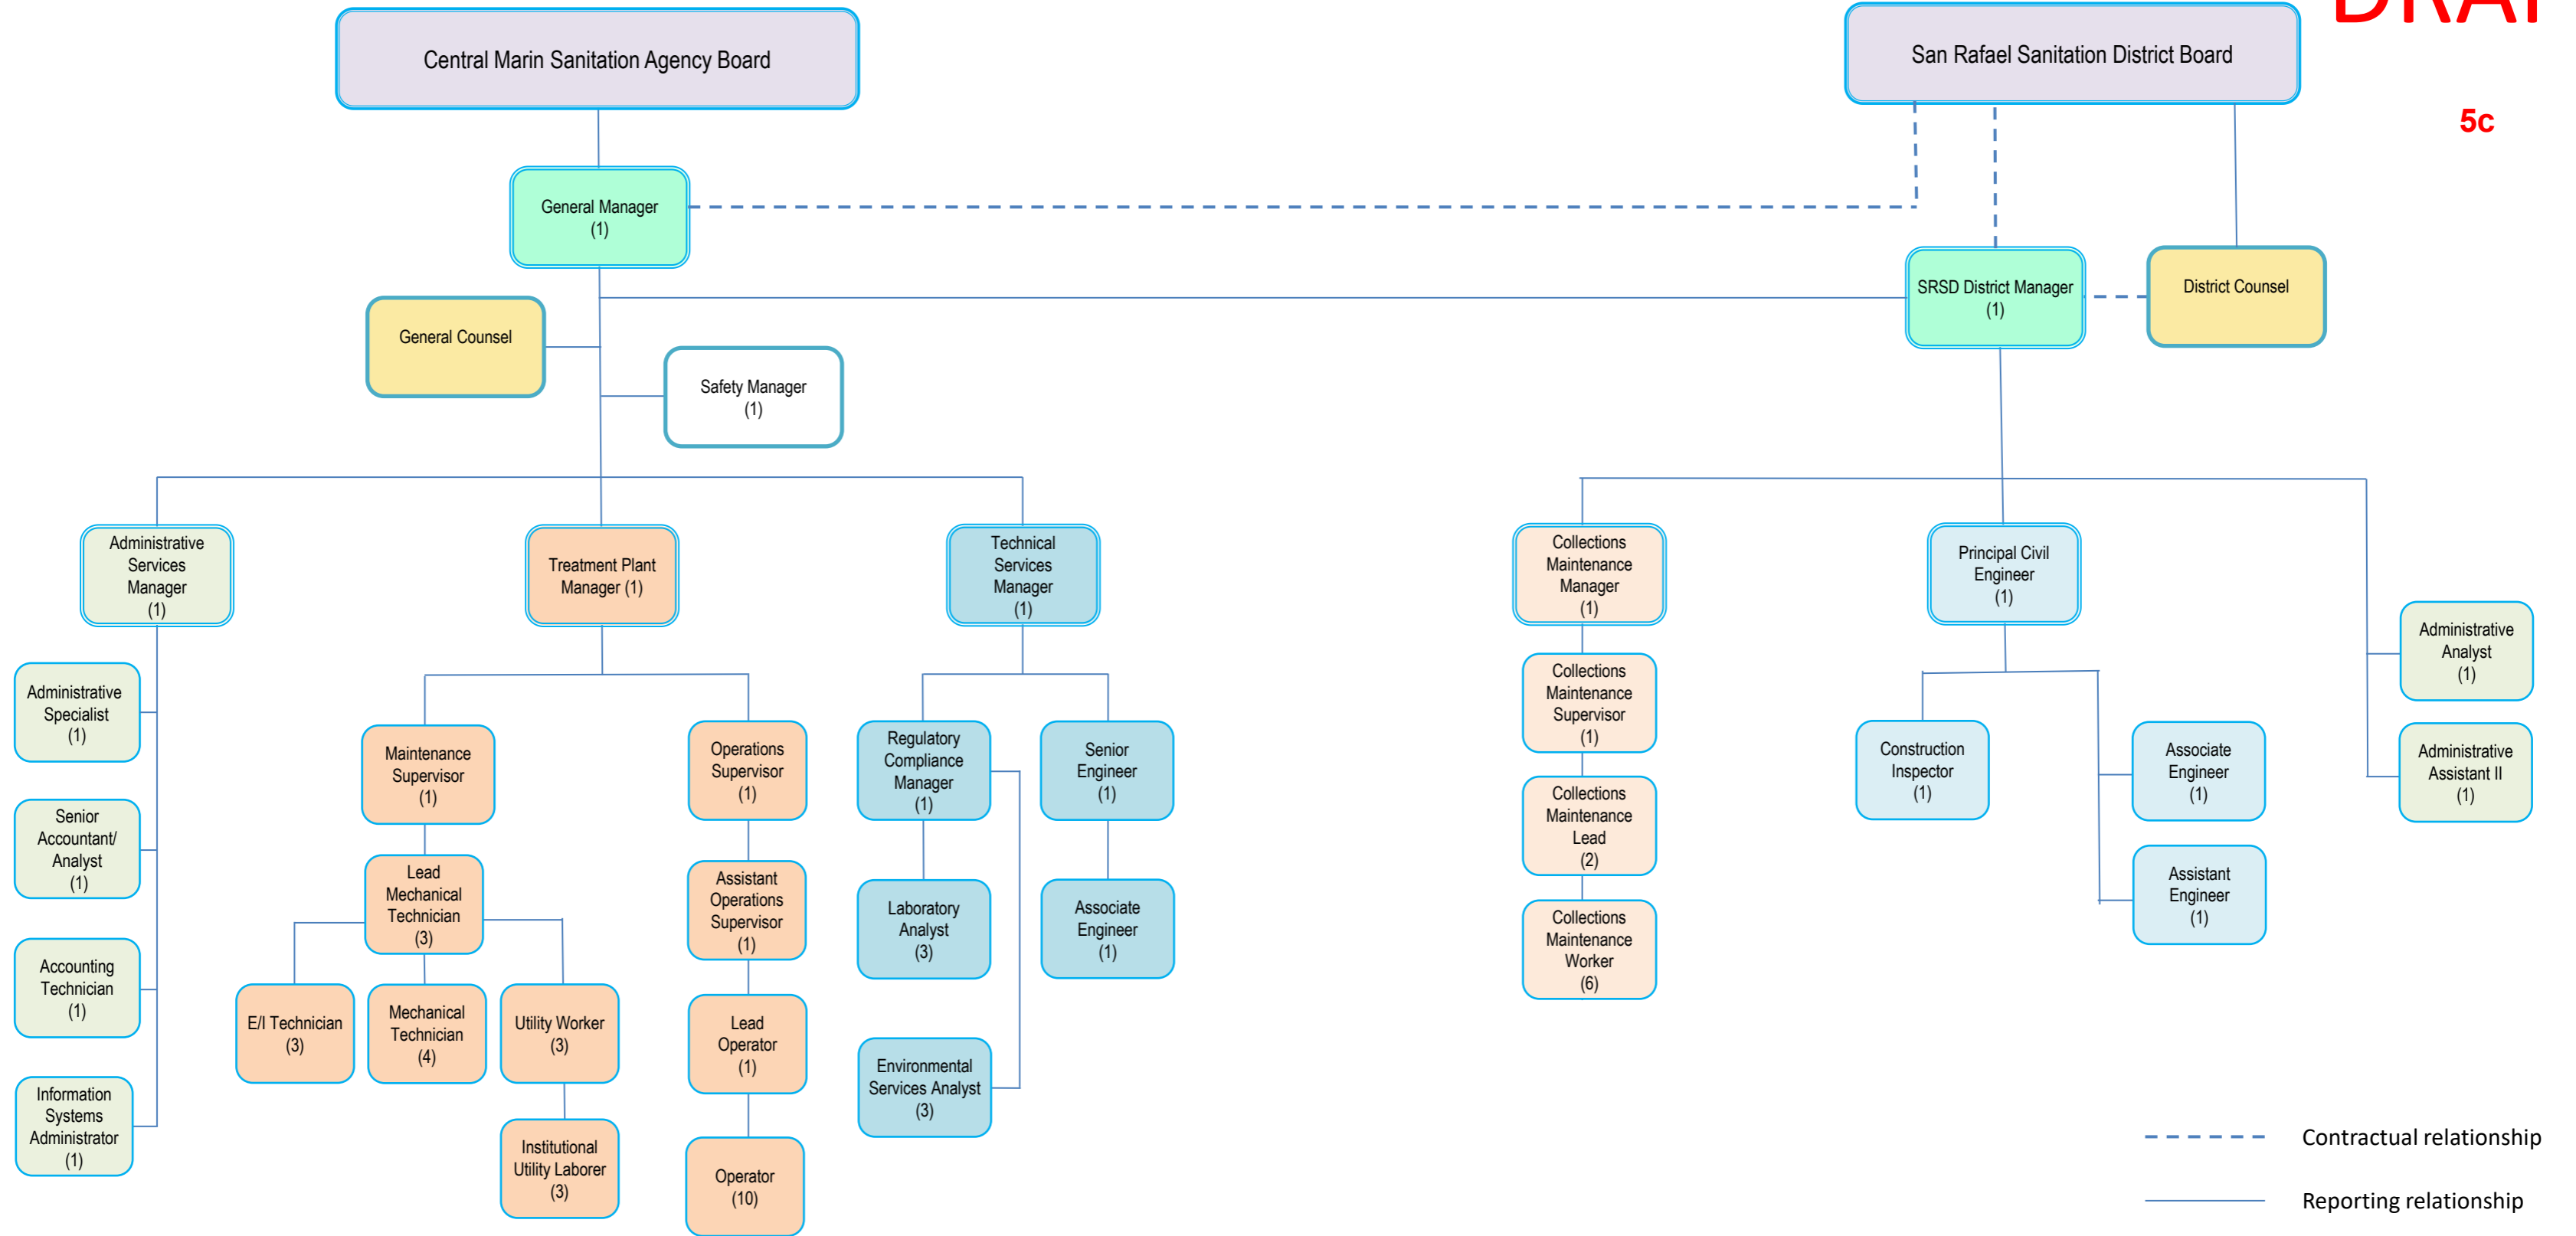 DRAF
Central Marin Sanitation Agency Board
San Rafael Sanitation District Board
5c
General Manager
(1)
SRSD District Manager
(1)
District Counsel
General Counsel
Safety Manager
(1)
Administrative
Services
Manager
(1)
Treatment Plant
Manager (1)
Technical
Services
Manager
(1)
Collections
Maintenance
Manager
(1)
Principal Civil
Engineer
(1)
Administrative
Analyst
(1)
Administrative
Specialist
(1)
Collections
Maintenance
Supervisor
(1)
Maintenance
Supervisor
(1)
Operations
Supervisor
(1)
Regulatory
Compliance
Manager
(1)
Senior
Engineer
(1)
Construction
Inspector
(1)
Associate
Engineer
(1)
Administrative
Assistant II
(1)
Senior
Accountant/
Analyst
(1)
Collections
Maintenance
Lead
(2)
Lead
Mechanical
Technician
(3)
Assistant
Operations
Supervisor
(1)
Laboratory
Analyst
(3)
Associate
Engineer
(1)
Assistant
Engineer
(1)
Collections
Maintenance
Worker
(6)
Accounting
Technician
(1)
E/I Technician
(3)
Mechanical
Technician
(4)
Utility Worker
(3)
Lead
Operator
(1)
Environmental
Services Analyst
(3)
Information
Systems
Administrator
(1)
Institutional
Utility Laborer
(3)
Operator
(10)
Contractual relationship
Reporting relationship